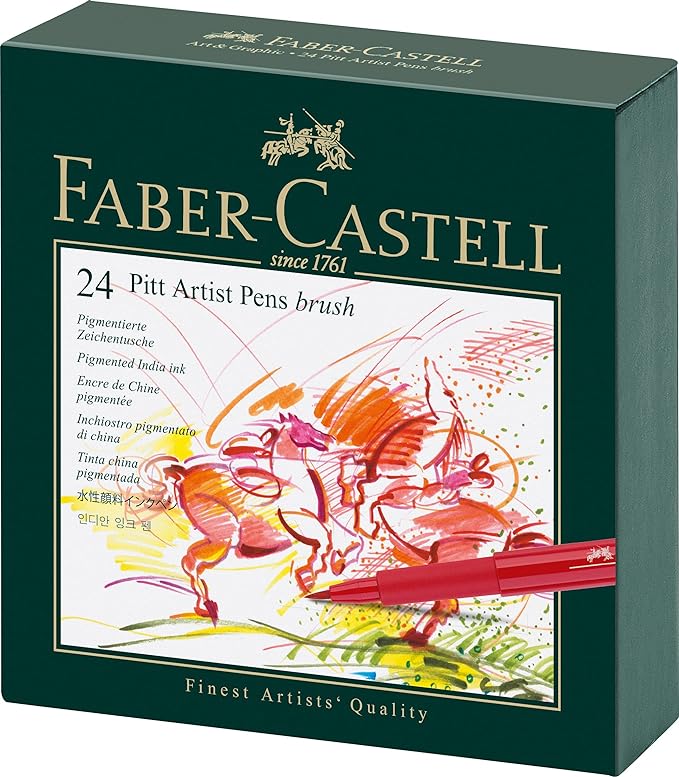 FABER-CASTELL
Art & Graphic • 24 Pitt Artist Pens brush
FABER-CASTELL
since 1761
24 Pitt Artist Pens brush
Pigmentierte
Zeichentusche
Pigmented India ink
Encre de Chine
pigmentée
Inchiostro pigmentato
di china
Tinta china
pigmentada
水性顔料インクペン
인디안 잉크 펜
Finest Artists‘ Quality